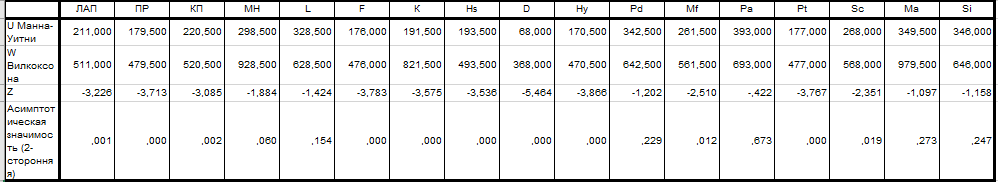 ЛАП ПР КП МН L F K Hs D Hy Pd Mf Pa Pt Sc Ma Si
U Манна-
Уитни 211,000 179,500 220,500 298,500 328,500 176,000 191,500 193,500 68,000 170,500 342,500 261,500 393,000 177,000 268,000 349,500 346,000
W
Вилкоксо
на 511,000 479,500 520,500 928,500 628,500 476,000 821,500 493,500 368,000 470,500 642,500 561,500 693,000 477,000 568,000 979,500 646,000
Z -3,226 -3,713 -3,085 -1,884 -1,424 -3,783 -3,575 -3,536 -5,464 -3,866 -1,202 -2,510 -,422 -3,767 -2,351 -1,097 -1,158
Асимптот
ическая
значимос
ть (2-
стороння
я) ,001 ,000 ,002 ,060 ,154 ,000 ,000 ,000 ,000 ,000 ,229 ,012 ,673 ,000 ,019 ,273 ,247